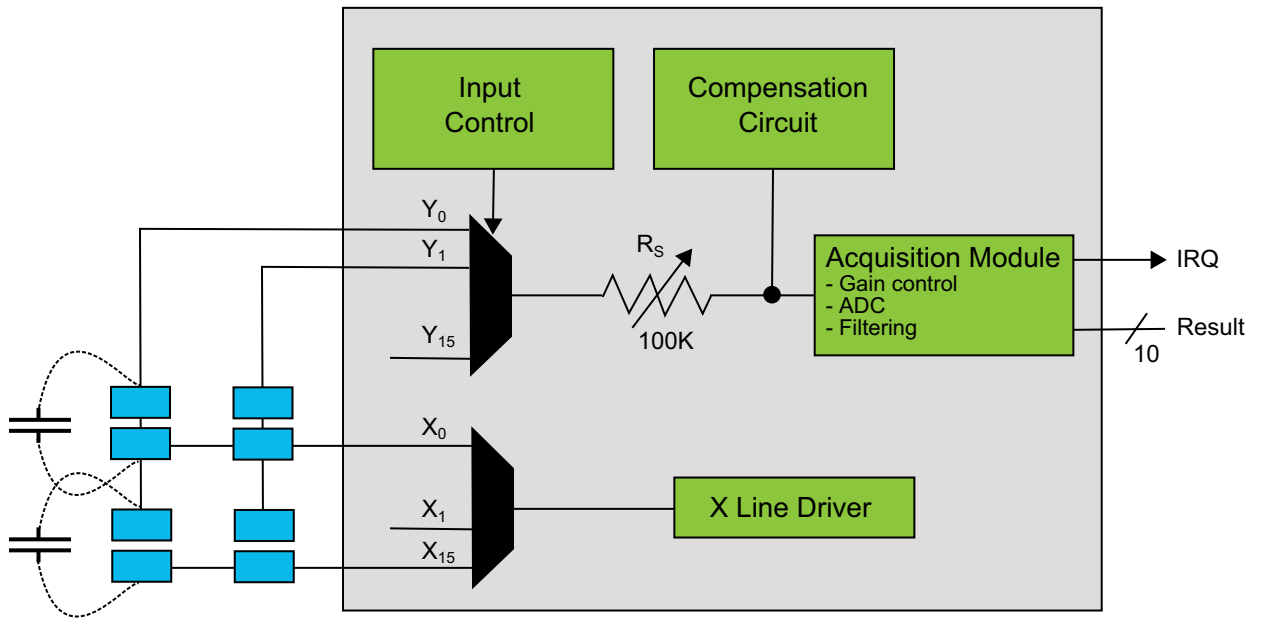 Input
Control
Compensation
Circuit
Y0
Y1
Y15
RS
100K
Acquisition Module
- Gain control
- ADC
- Filtering
IRQ
Result
10
X0
X1
X15
X Line Driver